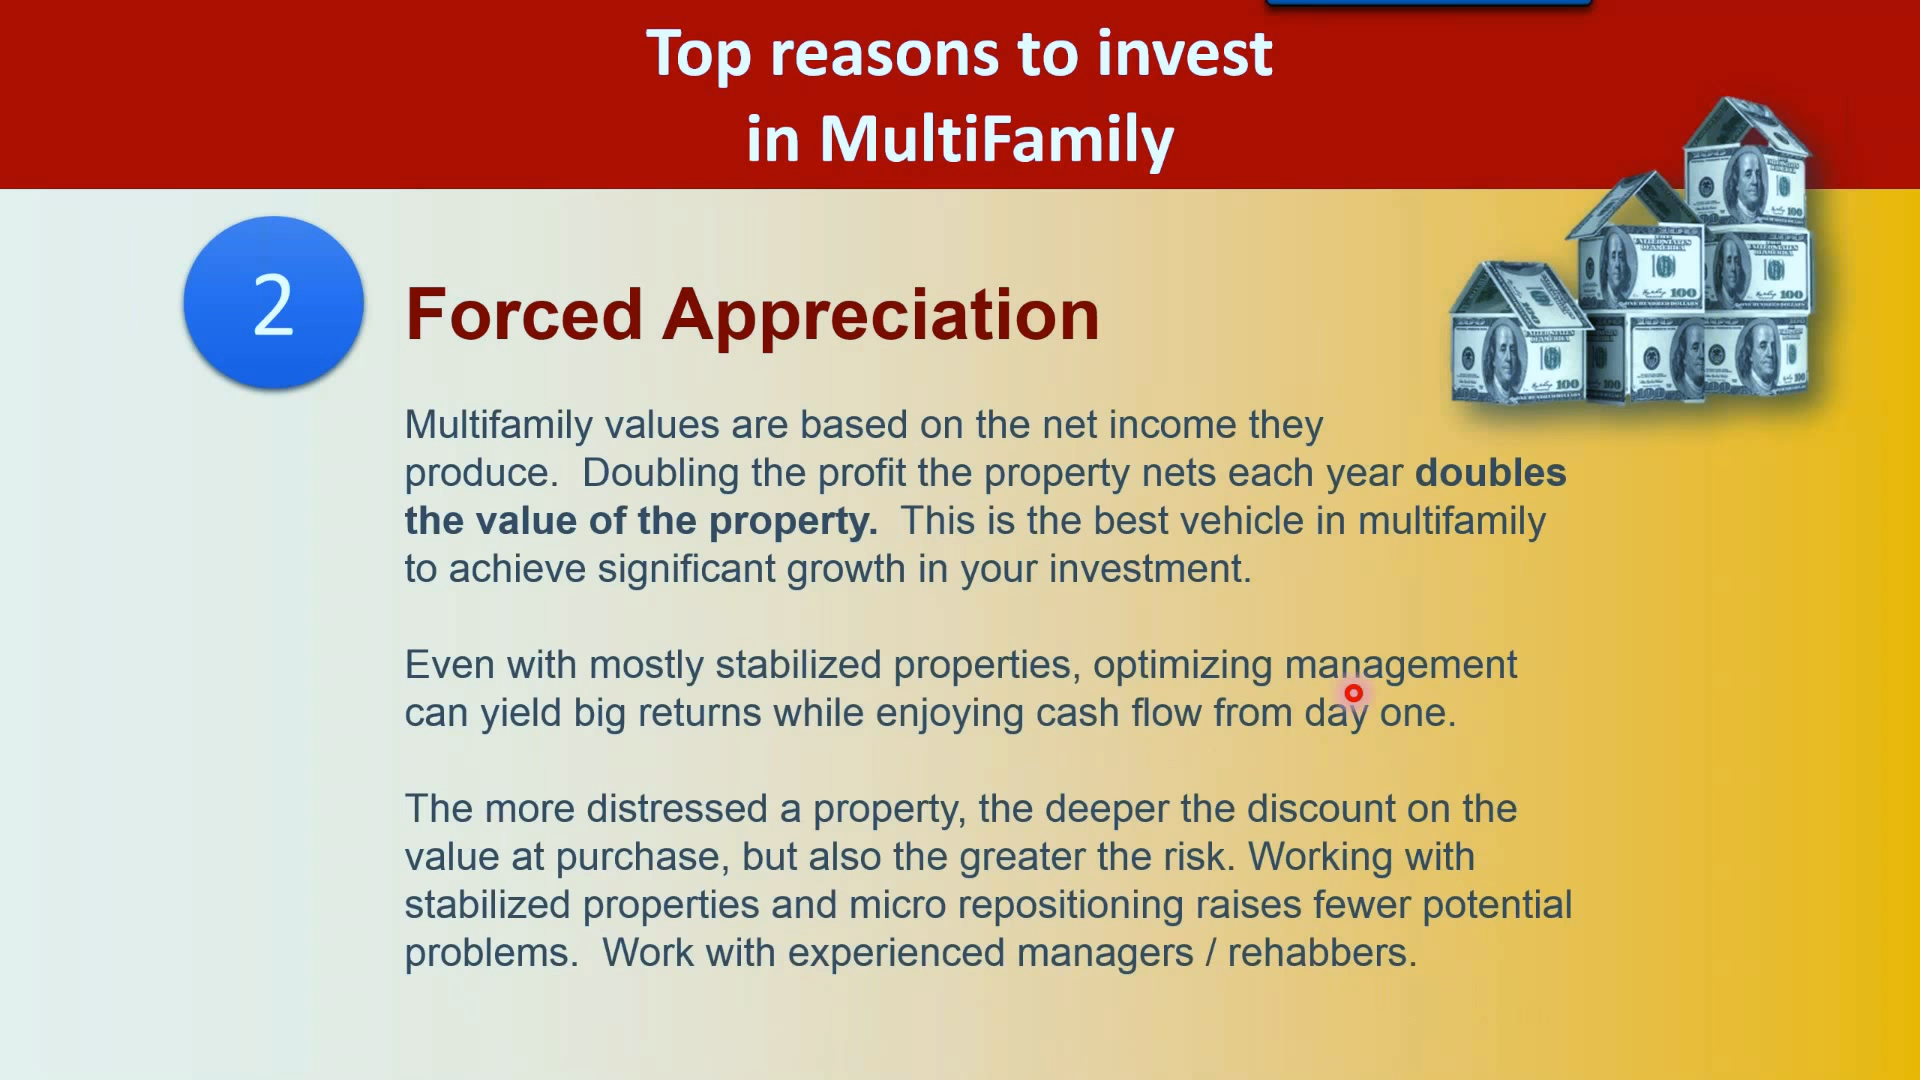 Top reasons to invest
in MultiFamily
2
Forced Appreciation
Multifamily values are based on the net income they
produce.  Doubling the profit the property nets each year doubles
the value of the property.  This is the best vehicle in multifamily
to achieve significant growth in your investment.
Even with mostly stabilized properties, optimizing management
can yield big returns while enjoying cash flow from day one.
The more distressed a property, the deeper the discount on the
value at purchase, but also the greater the risk. Working with
stabilized properties and micro repositioning raises fewer potential
problems.  Work with experienced managers / rehabbers.